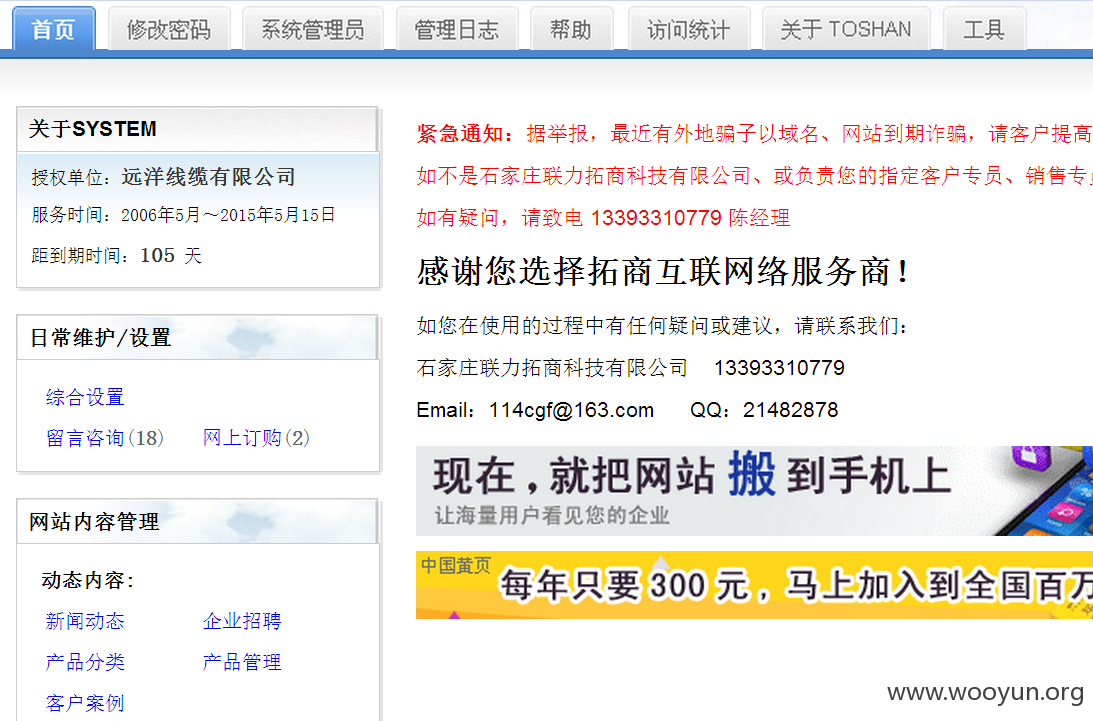 首页 修改密码 系统管理员 管理日志 帮助 访问统计 关于 TOSHAN 工具
关于SYSTEM
授权单位：远洋线缆有限公司
服务时间：2006年5月～2015年5月15日
距到期时间：105 天
日常维护/设置
综合设置
留言咨询(18) 网上订购(2)
网站内容管理
动态内容:
新闻动态 企业招聘
产品分类 产品管理
客户案例
紧急通知：据举报，最近有外地骗子以域名、网站到期诈骗，请客户提高
如不是石家庄联力拓商科技有限公司、或负责您的指定客户专员、销售专
如有疑问，请致电 13393310779 陈经理
感谢您选择拓商互联网络服务商！
如您在使用的过程中有任何疑问或建议，请联系我们：
石家庄联力拓商科技有限公司 13393310779
Email：114cgf@163.com QQ：21482878
现在，就把网站 搬 到手机上
让海量用户看见您的企业
中国黄页
每年只要 300 元，马上加入到全国百万
www.wooyun.org